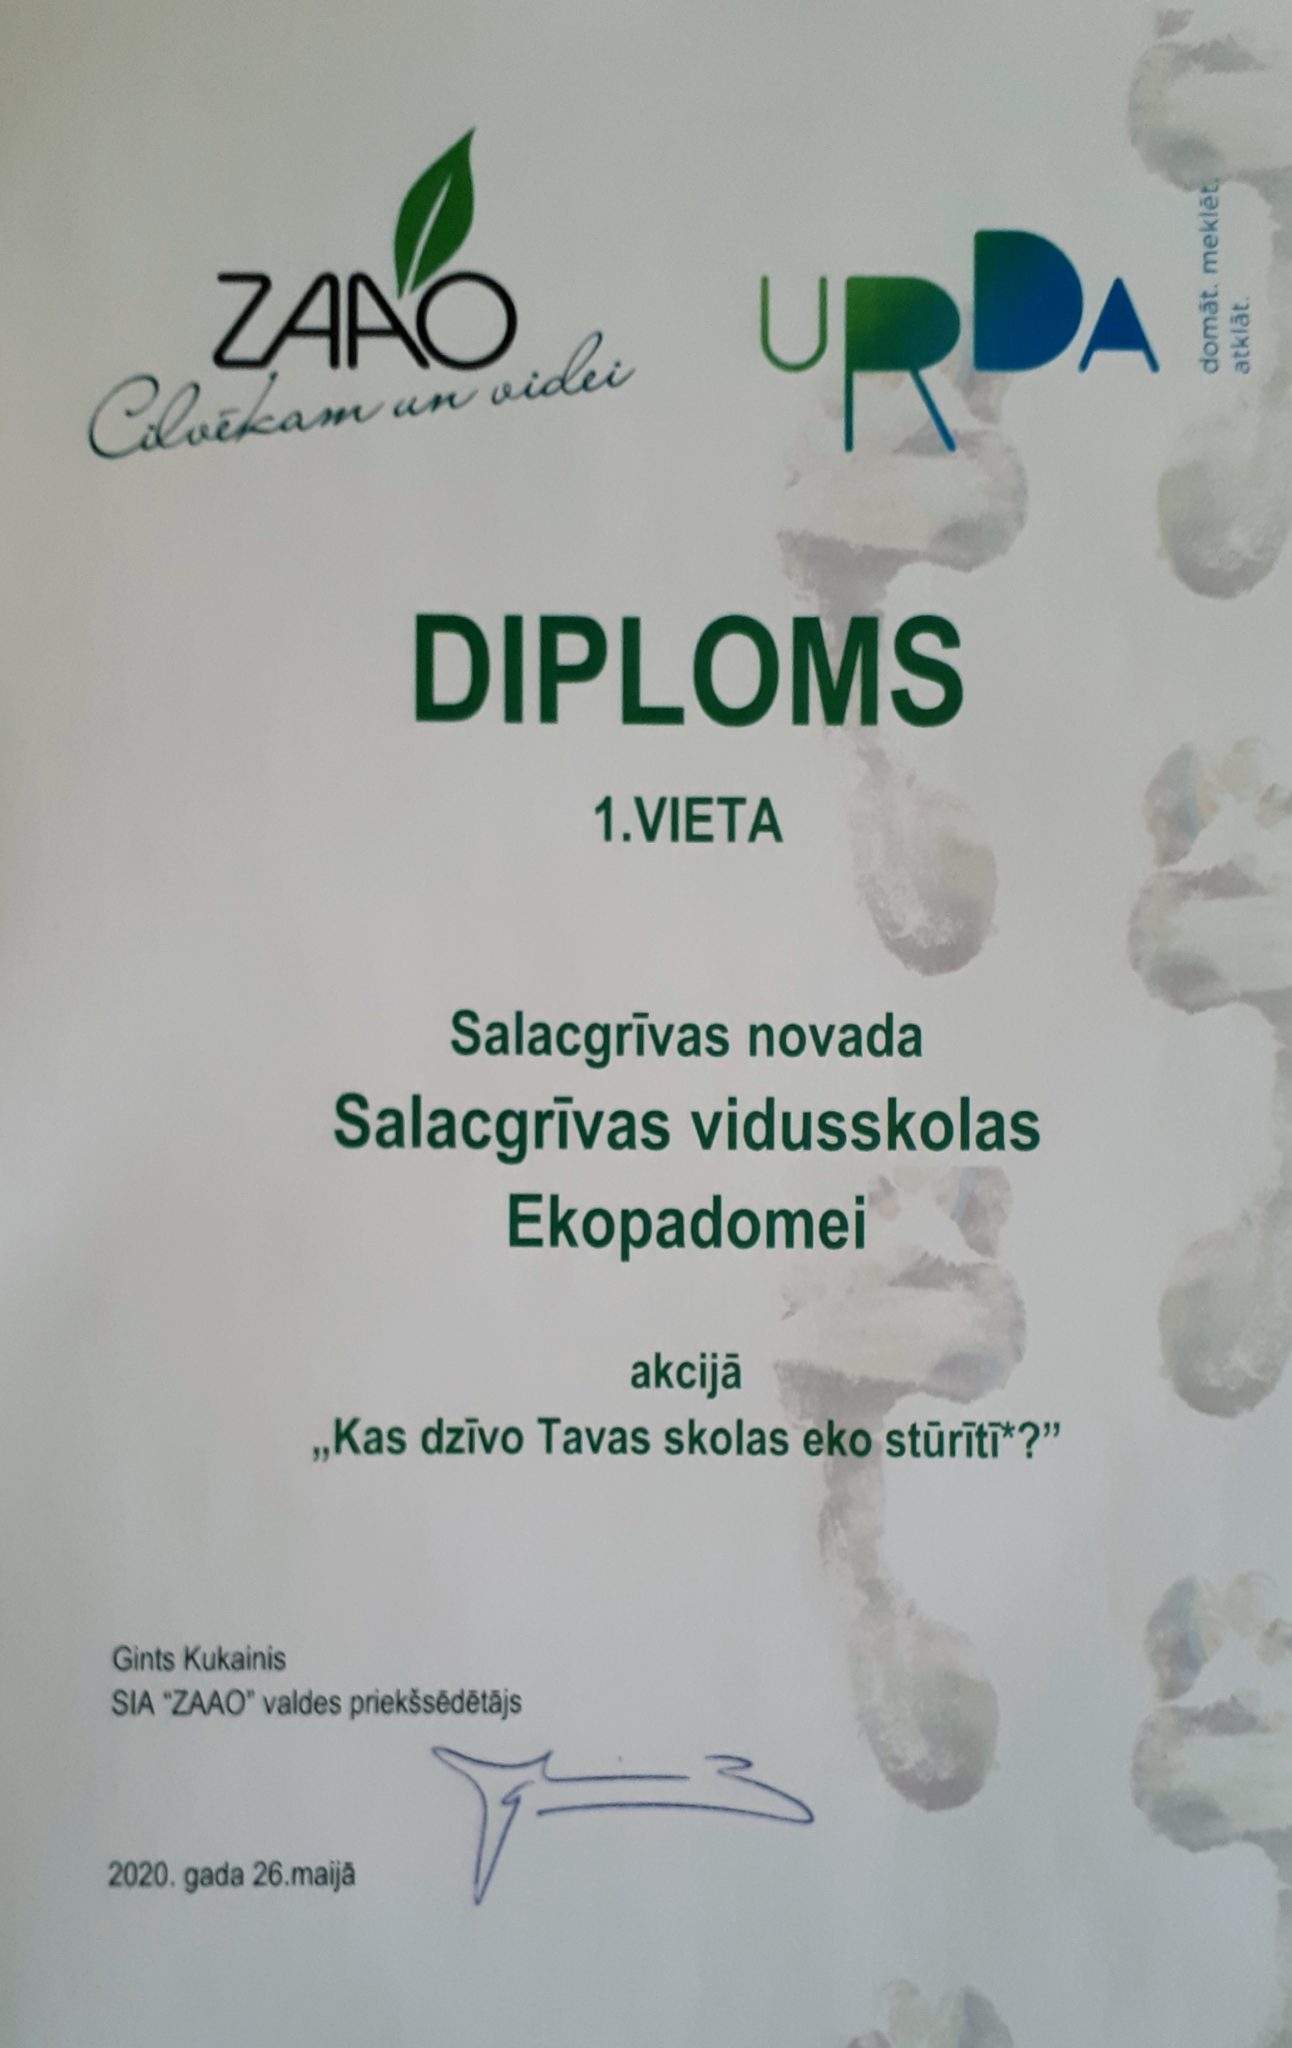 ZAAO
Cilvēkam un videi
URDA
domāt. meklēt.
atklāt.
DIPLOMS
1.VIETA
Salacgrīvas novada
Salacgrīvas vidusskolas
Ekopadomei
akcijā
„Kas dzīvo Tavas skolas eko stūrītī*?”
Gints Kukainis
SIA “ZAAO” valdes priekšsēdētājs
2020. gada 26.maijā